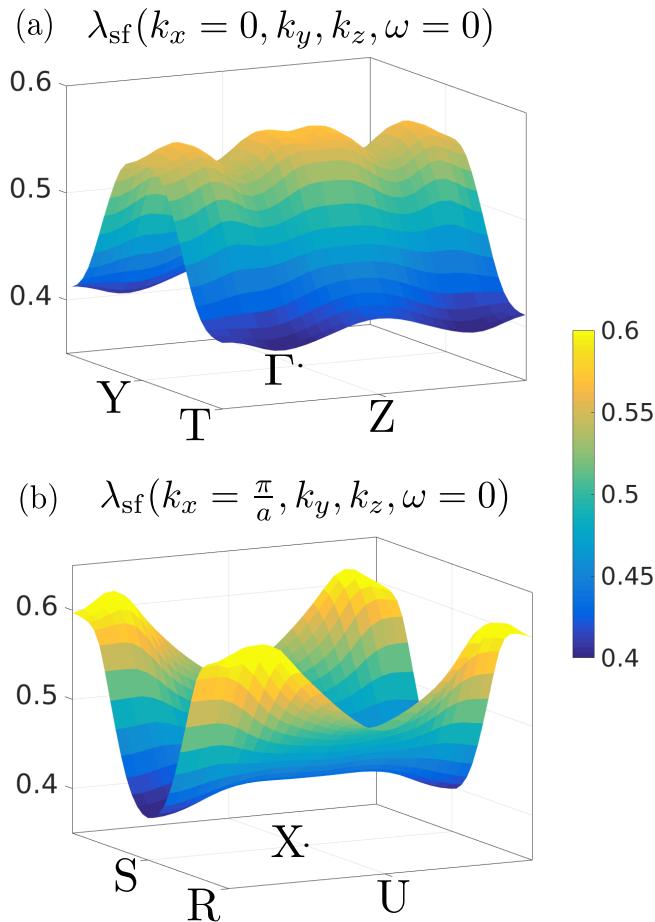 (a) λsf(kx = 0, ky, kz, ω = 0)
0.6
0.5
0.4
Γ·
Y
T
Z
0.6
0.55
0.5
0.45
0.4
(b) λsf(kx = π/a, ky, kz, ω = 0)
0.6
0.5
0.4
X·
S
R
U